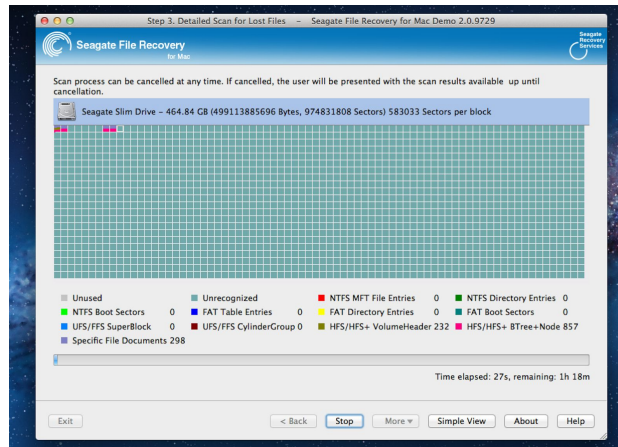 Step 3. Detailed Scan for Lost Files – Seagate File Recovery for Mac Demo 2.0.9729
Seagate File Recovery
for Mac
Seagate
Recovery
Services
Scan process can be cancelled at any time. If cancelled, the user will be presented with the scan results available up until
cancellation.
Seagate Slim Drive – 464.84 GB (499113885696 Bytes, 974831808 Sectors) 583033 Sectors per block
Unused Unrecognized NTFS MFT File Entries 0 NTFS Directory Entries 0
NTFS Boot Sectors 0 FAT Table Entries 0 FAT Directory Entries 0 FAT Boot Sectors 0
UFS/FFS SuperBlock 0 UFS/FFS CylinderGroup 0 HFS/HFS+ VolumeHeader 232 HFS/HFS+ BTree+Node 857
Specific File Documents 298
Time elapsed: 27s, remaining: 1h 18m
Exit < Back Stop More Simple View About Help